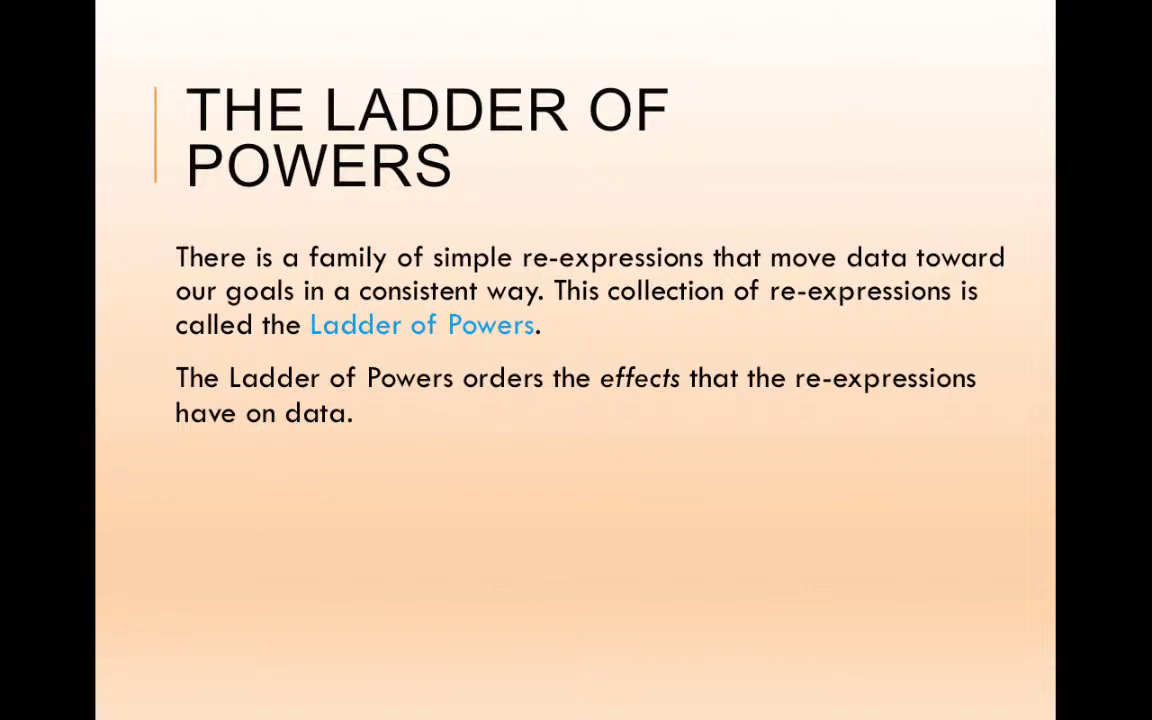 THE LADDER OF
POWERS
There is a family of simple re-expressions that move data toward
our goals in a consistent way. This collection of re-expressions is
called the Ladder of Powers.
The Ladder of Powers orders the effects that the re-expressions
have on data.